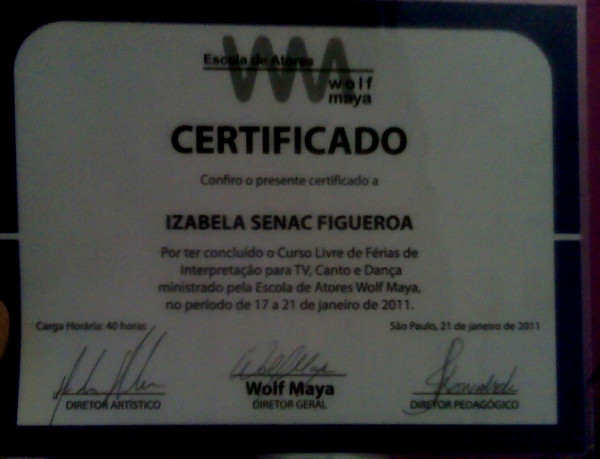 Escola de Atores
wolf
maya
CERTIFICADO
Confiro o presente certificado a
IZABELA SENAC FIGUEROA
Por ter concluído o Curso Livre de Férias de
Interpretação para TV, Canto e Dança
ministrado pela Escola de Atores Wolf Maya,
no período de 17 a 21 de janeiro de 2011.
Carga Horária: 40 horas
São Paulo, 21 de janeiro de 2011
Wolf Maya
DIRETOR ARTÍSTICO
Wolf Maya
DIRETOR GERAL
DIRETOR PEDAGÓGICO